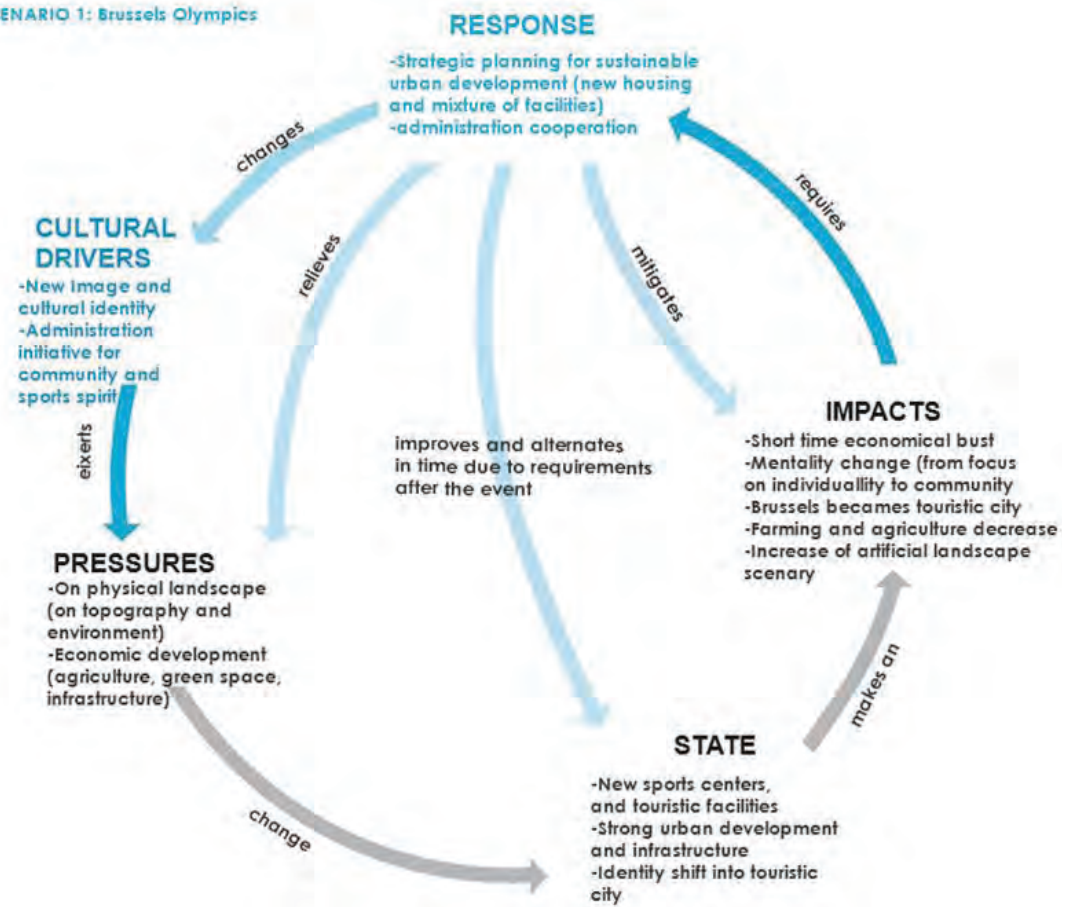 ENARIO 1: Brussels Olympics
RESPONSE
-Strategic planning for sustainable
urban development (new housing
and mixture of facilities)
-administration cooperation
changes
relieves
mitigates
requires
CULTURAL
DRIVERS
-New Image and
cultural identity
-Administration
initiative for
community and
sports spirit
eixerts
improves and alternates
in time due to requirements
after the event
IMPACTS
-Short time economical bust
-Mentality change (from focus
on individuallity to community
-Brussels becames touristic city
-Farming and agriculture decrease
-Increase of artificial landscape
scenary
PRESSURES
-On physical landscape
(on topography and
environment)
-Economic development
(agriculture, green space,
infrastructure)
change
makes an
STATE
-New sports centers,
and touristic facilities
-Strong urban development
and infrastructure
-Identity shift into touristic
city